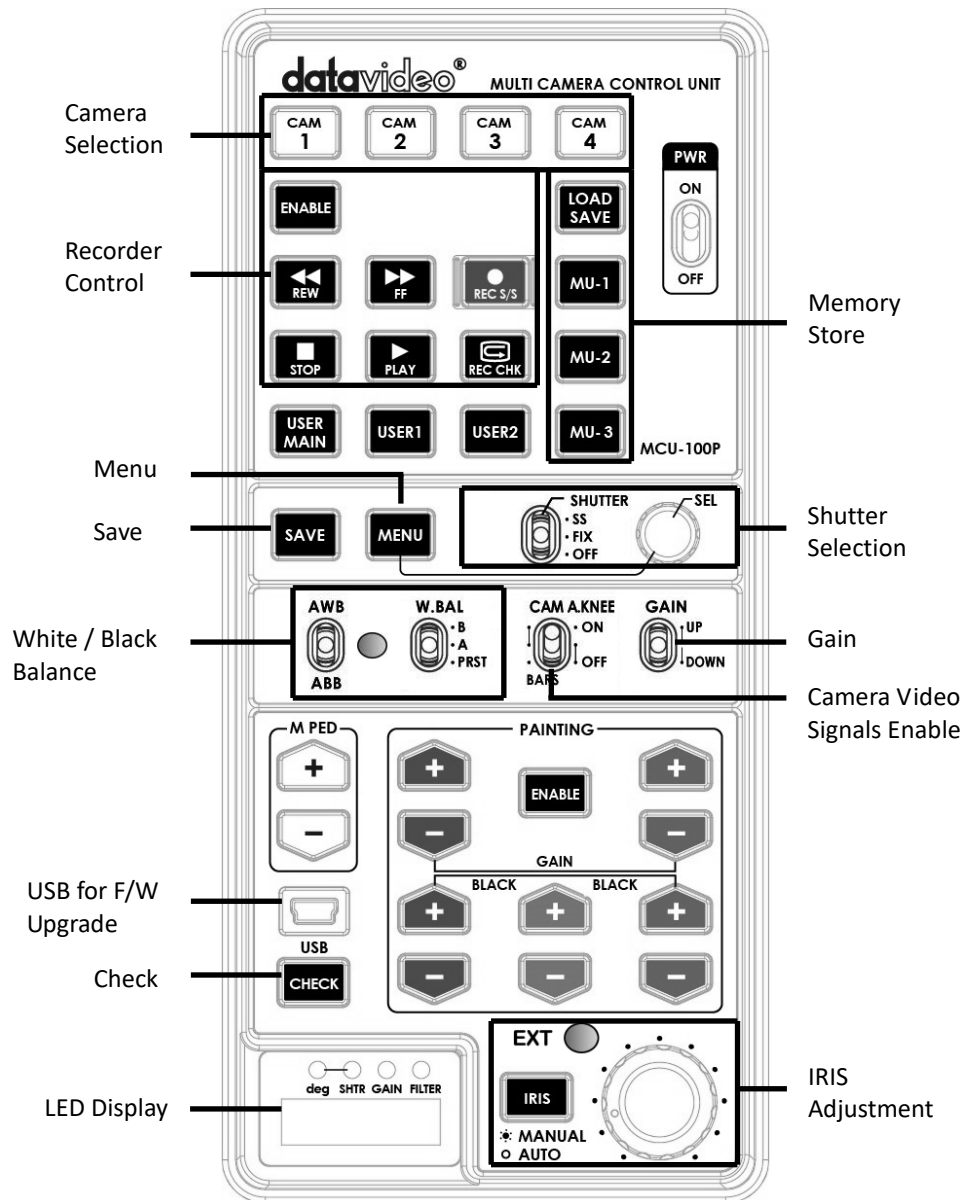 datavideo®
MULTI CAMERA CONTROL UNIT
Camera
Selection
CAM
1
CAM
2
CAM
3
CAM
4
PWR
ON
OFF
Recorder
Control
ENABLE
REW
FF
REC S/S
STOP
PLAY
REC CHK
LOAD
SAVE
MU-1
MU-2
MU-3
Memory
Store
USER
MAIN
USER1
USER2
MCU-100P
Menu
Save
SAVE
MENU
SHUTTER
SS
FIX
OFF
SEL
Shutter
Selection
White / Black
Balance
AWB
ABB
W.BAL
B
A
PRST
CAM A.KNEE
ON
OFF
BARS
GAIN
UP
DOWN
Gain
Camera Video
Signals Enable
M PED
+
−
PAINTING
+
ENABLE
+
−
−
GAIN
BLACK
BLACK
+
+
+
−
−
−
USB for F/W
Upgrade
USB
Check
CHECK
LED Display
deg
SHTR
GAIN
FILTER
EXT
IRIS
MANUAL
AUTO
IRIS
Adjustment